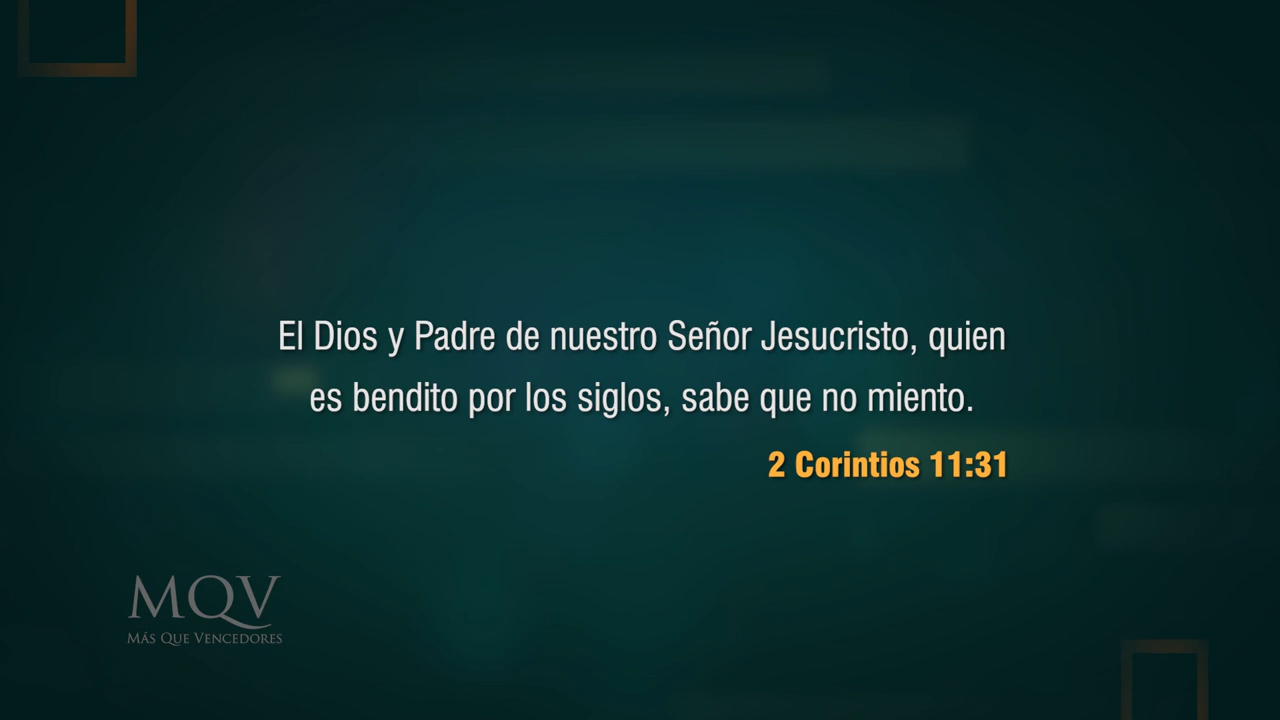 El Dios y Padre de nuestro Señor Jesucristo, quien
es bendito por los siglos, sabe que no miento.
2 Corintios 11:31
MQV
MÁS QUE VENCEDORES